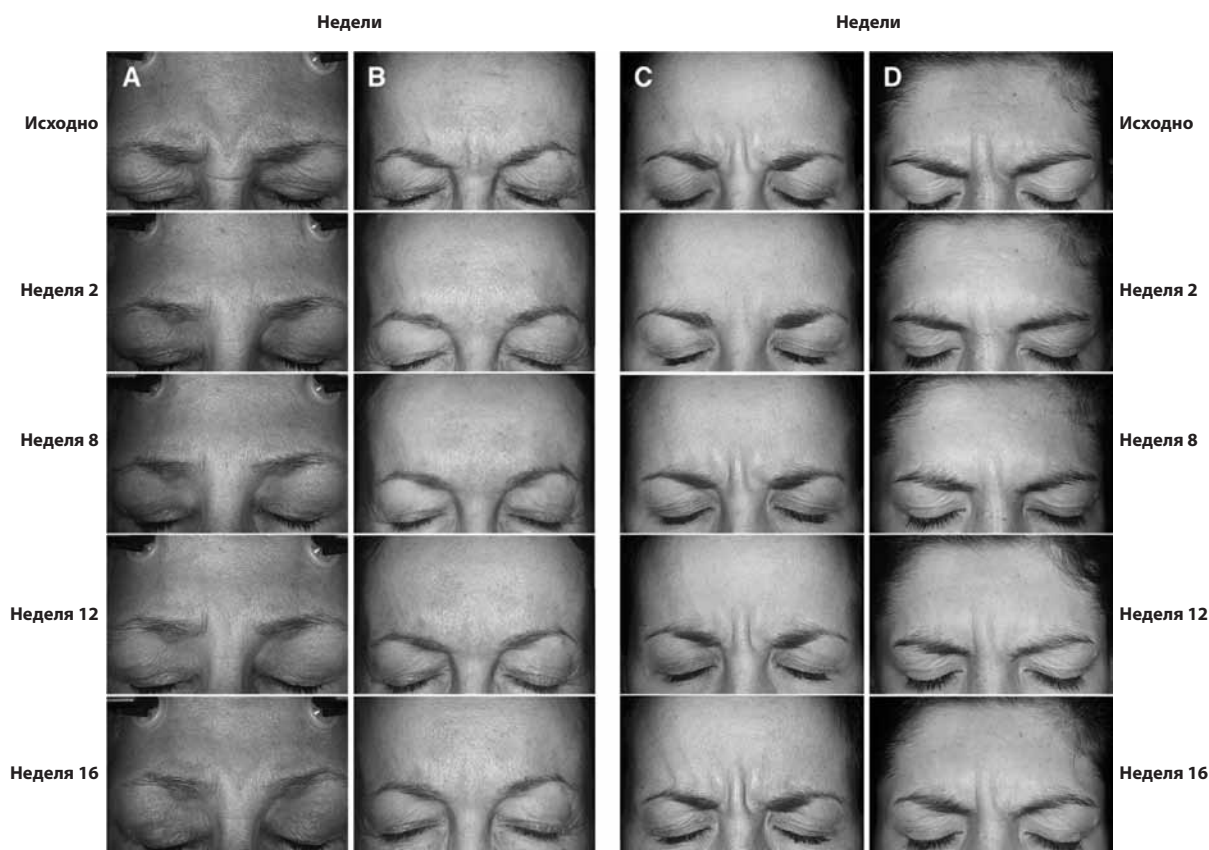 Недели Недели
A B C D
Исходно Исходно
Неделя 2 Неделя 2
Неделя 8 Неделя 8
Неделя 12 Неделя 12
Неделя 16 Неделя 16